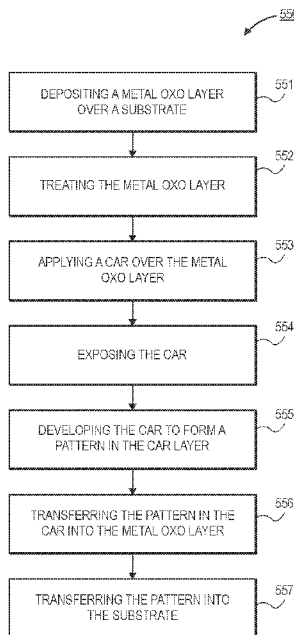 550
DEPOSITING A METAL OXO LAYER
OVER A SUBSTRATE
551
TREATING THE METAL OXO LAYER
552
APPLYING A CAR OVER THE METAL
OXO LAYER
553
EXPOSING THE CAR
554
DEVELOPING THE CAR TO FORM A
PATTERN IN THE CAR LAYER
555
TRANSFERRING THE PATTERN IN THE
CAR INTO THE METAL OXO LAYER
556
TRANSFERRING THE PATTERN INTO
THE SUBSTRATE
557